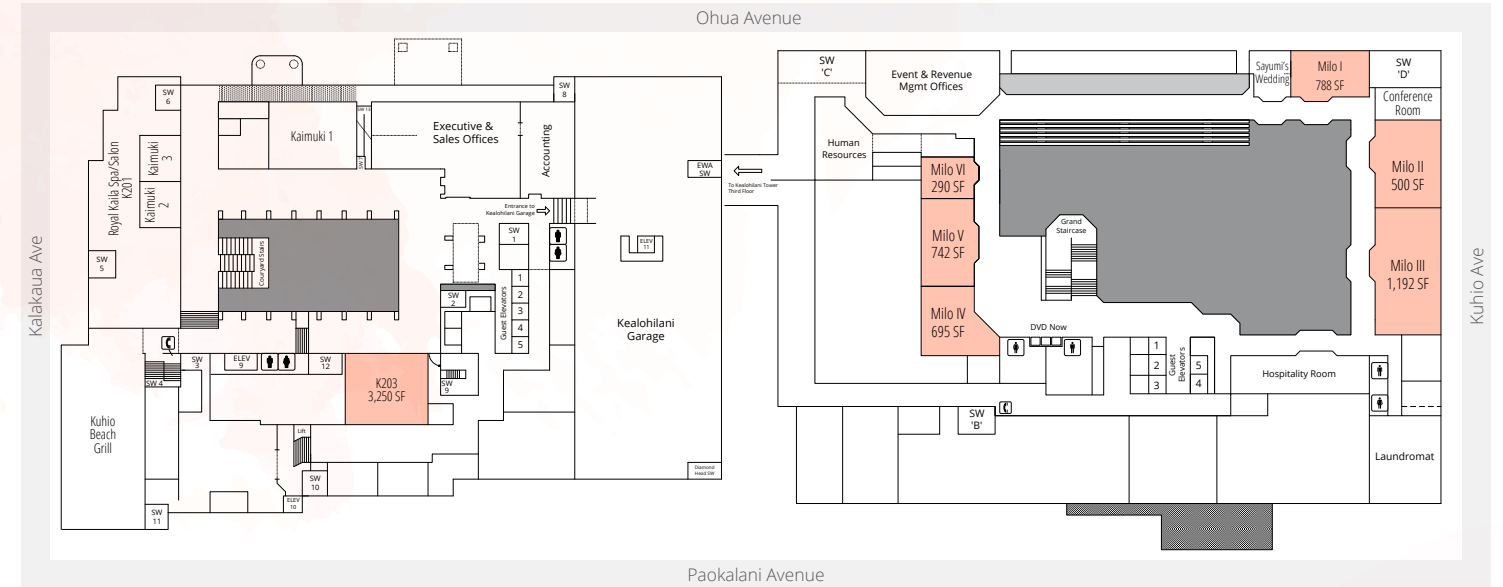 Ohua Avenue
Kalakaua Ave
Kuhio Ave
Paokalani Avenue
SW
6
Royal Kaila Spa/Salon
K201
Kaimuki
3
Kaimuki
2
SW
5
Kaimuki 1
SW 7
Executive &
Sales Offices
Accounting
SW
8
Courtyard Stairs
Entrance to
Kealohilani Garage
SW
1
SW
2
Guest Elevators
1
2
3
4
5
ELEV
11
EWA
SW
Kealohilani
Garage
Diamond
Head SW
SW 4
SW
3
ELEV
9
SW
12
K203
3,250 SF
SW
9
Kuhio
Beach
Grill
Lift
SW
10
ELEV
10
SW
11
To Kealohilani Tower
Third Floor
SW
'C'
Event & Revenue
Mgmt Offices
Sayumi's
Wedding
Milo I
788 SF
SW
'D'
Conference
Room
Human
Resources
Milo VI
290 SF
Milo V
742 SF
Milo IV
695 SF
Grand
Staircase
Milo II
500 SF
Milo III
1,192 SF
DVD Now
1
2
3
Guest
Elevators
5
4
Hospitality Room
SW
'B'
Laundromat